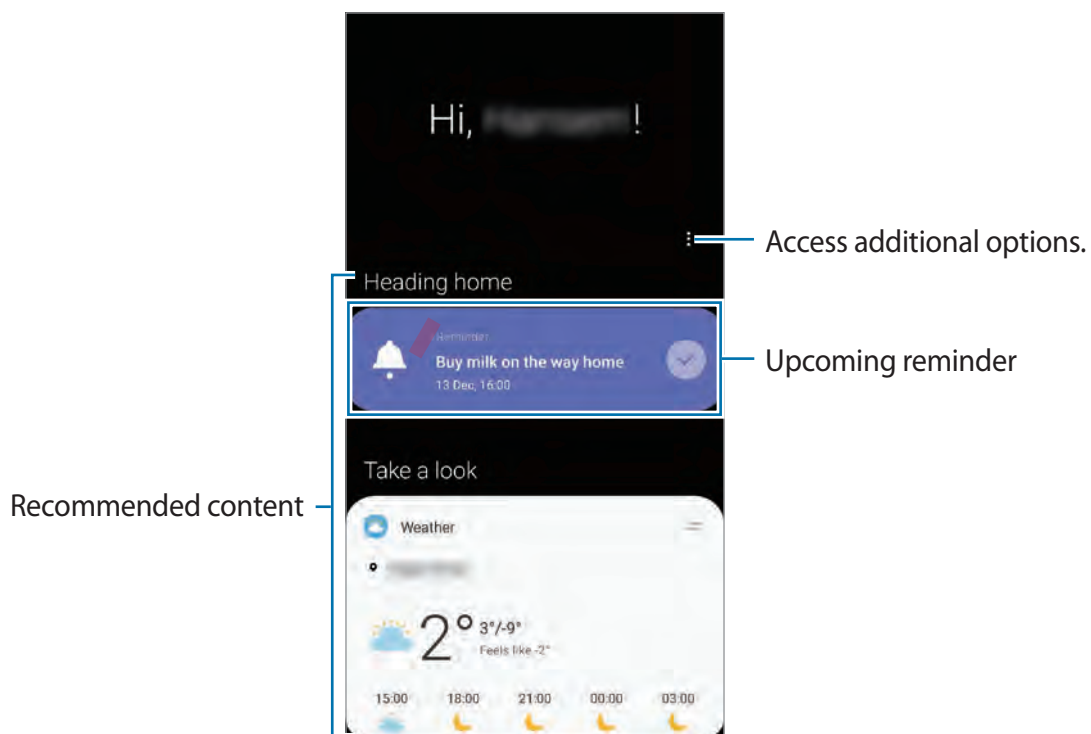 Hi, !
Access additional options.
Heading home
Reminder
Buy milk on the way home
13 Dec, 16:00
Upcoming reminder
Take a look
Recommended content
Weather
2° 3°/-9°
Feels like -2°
15:00 18:00 21:00 00:00 03:00